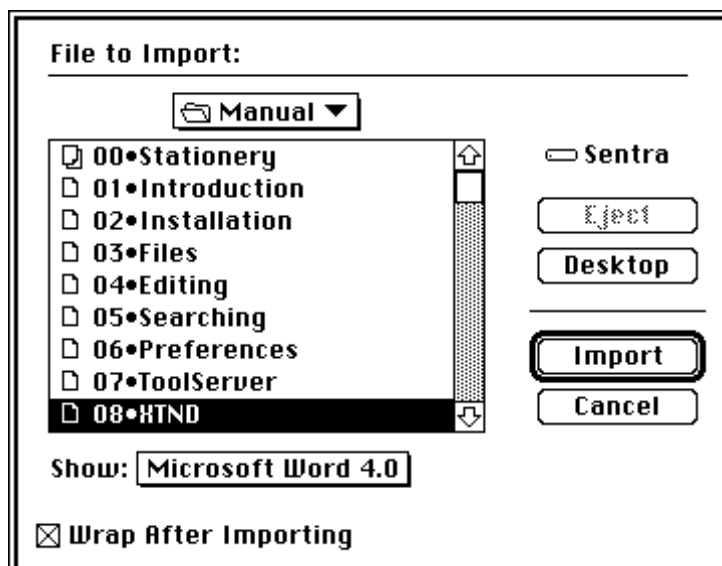 File to Import:
Manual
00•Stationery
01•Introduction
02•Installation
03•Files
04•Editing
05•Searching
06•Preferences
07•ToolServer
08•XTND
Sentra
Eject
Desktop
Import
Cancel
Show: Microsoft Word 4.0
Wrap After Importing